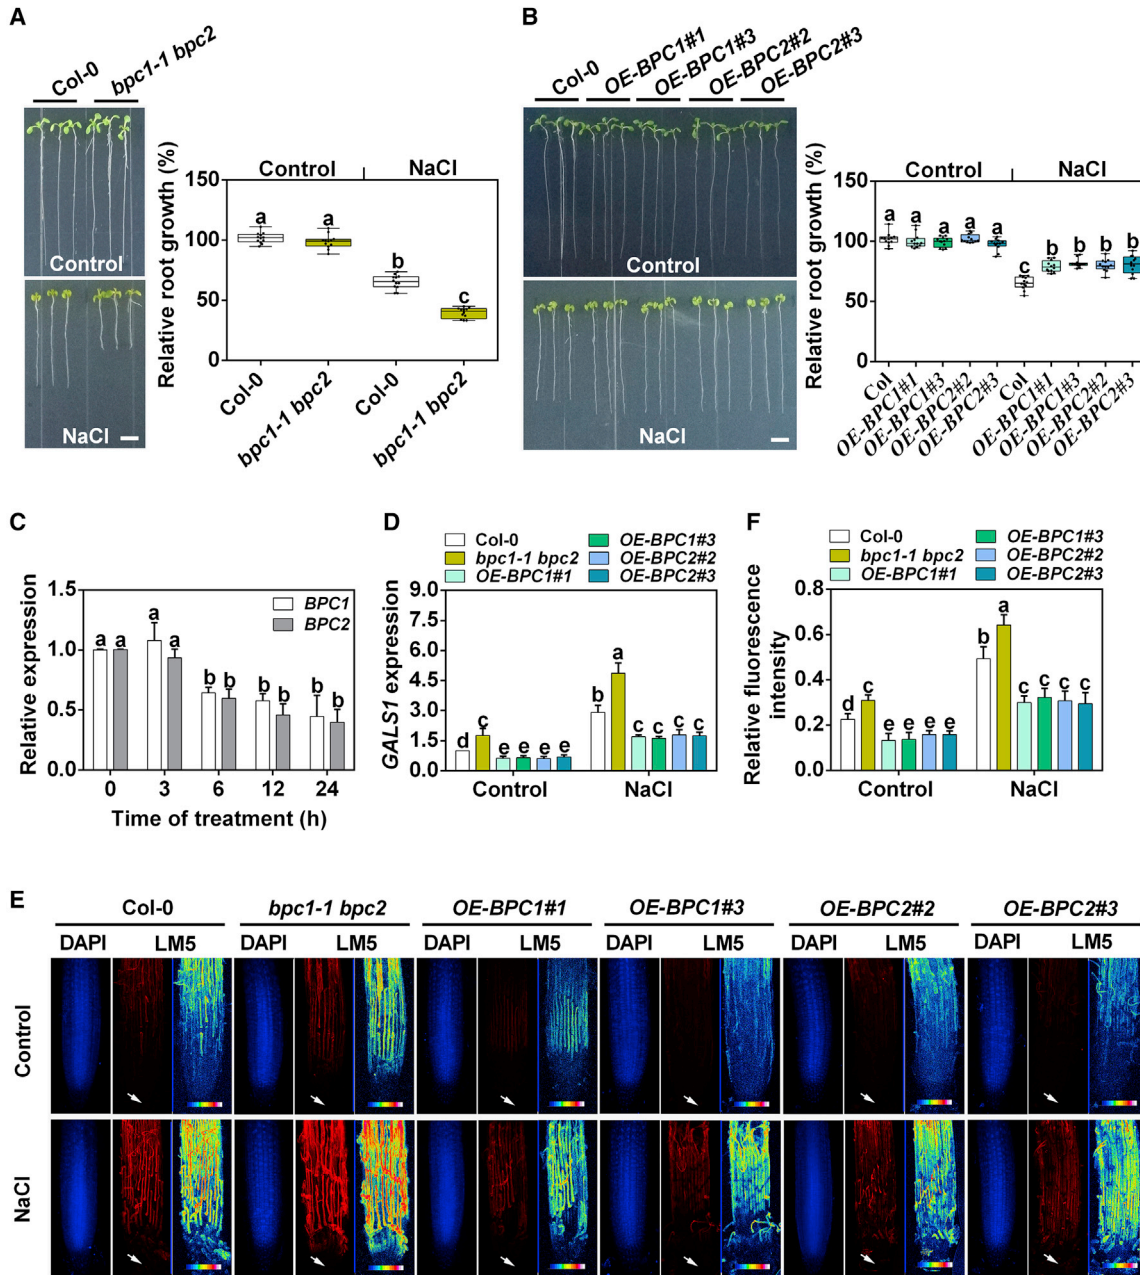 A
Col-0
bpc1-1 bpc2
Control
NaCl
Relative root growth (%)
Control
NaCl
150
100
50
0
a
a
b
c
Col-0
bpc1-1 bpc2
Col-0
bpc1-1 bpc2
B
Col-0
OE-BPC1#1
OE-BPC1#3
OE-BPC2#2
OE-BPC2#3
Control
NaCl
Relative root growth (%)
Control
NaCl
150
100
50
0
a
a
a
a
a
c
b
b
b
b
Col
OE-BPC1#1
OE-BPC1#3
OE-BPC2#2
OE-BPC2#3
Col
OE-BPC1#1
OE-BPC1#3
OE-BPC2#2
OE-BPC2#3
C
Relative expression
1.5
1.0
0.5
0.0
BPC1
BPC2
a a
a a
b b
b b
b b
0 3 6 12 24
Time of treatment (h)
D
Col-0
bpc1-1 bpc2
OE-BPC1#1
OE-BPC1#3
OE-BPC2#2
OE-BPC2#3
GALS1 expression
9.0
7.5
6.0
4.5
3.0
1.5
0.0
d c e e e e
b a c c c c
Control
NaCl
F
Col-0
bpc1-1 bpc2
OE-BPC1#1
OE-BPC1#3
OE-BPC2#2
OE-BPC2#3
Relative fluorescence
intensity
0.8
0.6
0.4
0.2
0.0
d c e e e e
b a c c c c
Control
NaCl
E
Col-0
bpc1-1 bpc2
OE-BPC1#1
OE-BPC1#3
OE-BPC2#2
OE-BPC2#3
DAPI LM5
DAPI LM5
DAPI LM5
DAPI LM5
DAPI LM5
DAPI LM5
Control
NaCl